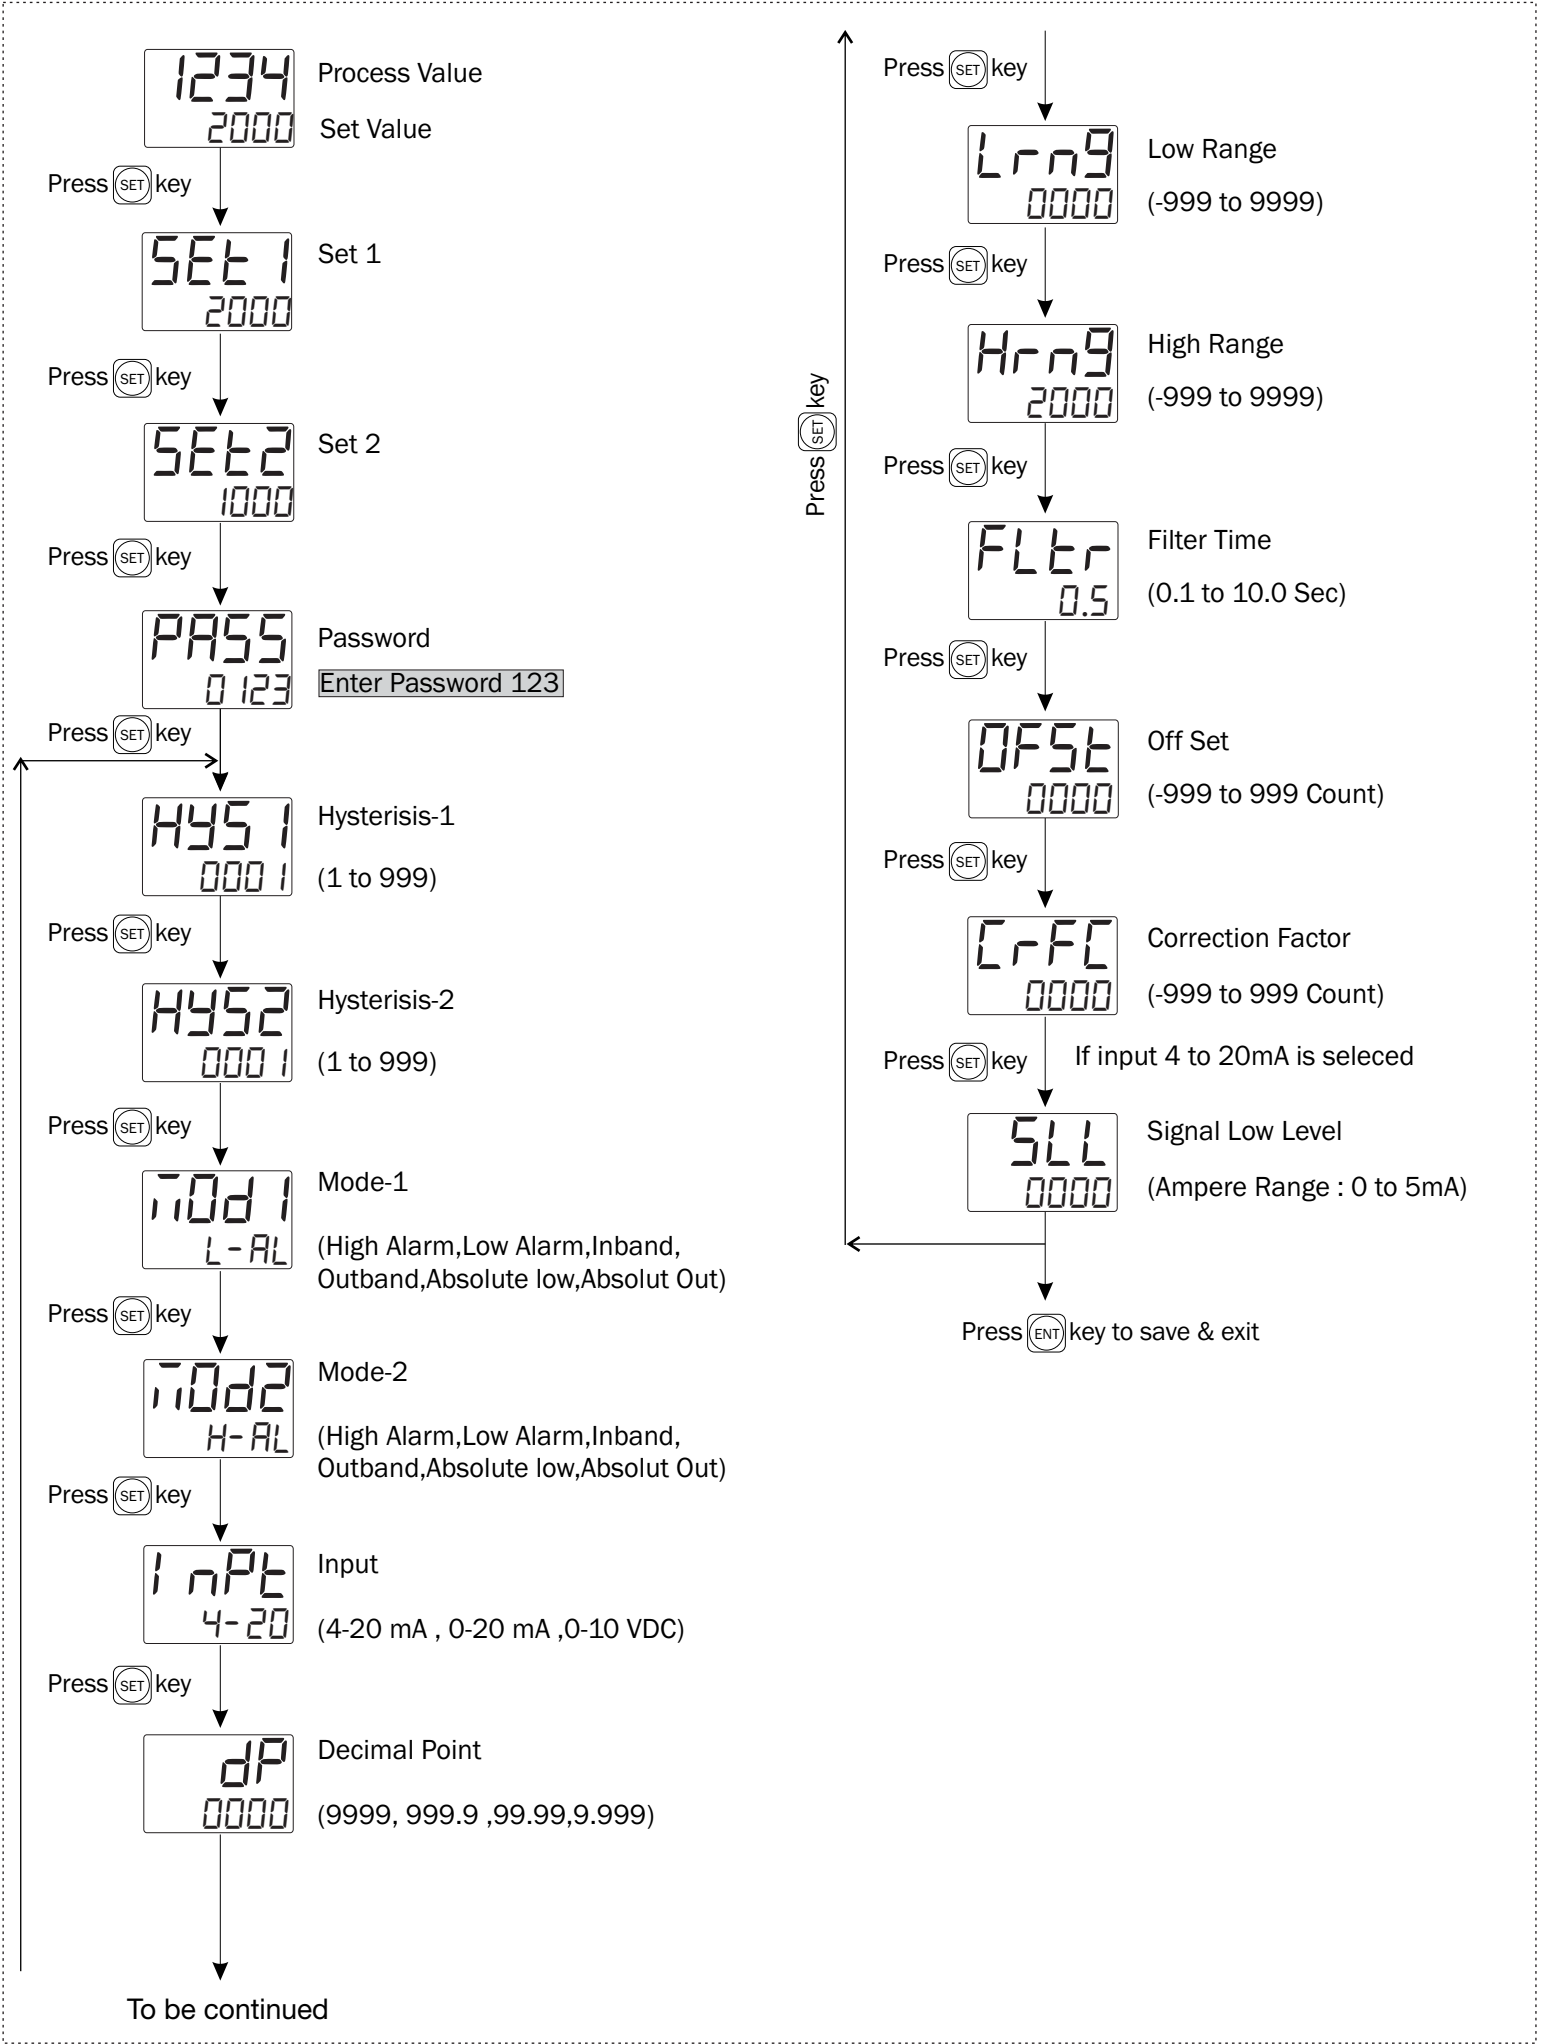 1234
Process Value
2000
Set Value
Press SET key
SEt1
Set 1
2000
Press SET key
SEt2
Set 2
1000
Press SET key
PASS
Password
0123
Enter Password 123
Press SET key
HYS1
Hysterisis-1
0001
(1 to 999)
Press SET key
HYS2
Hysterisis-2
0001
(1 to 999)
Press SET key
mOd1
Mode-1
L-AL
(High Alarm,Low Alarm,Inband,
Outband,Absolute low,Absolut Out)
Press SET key
mOd2
Mode-2
H-AL
(High Alarm,Low Alarm,Inband,
Outband,Absolute low,Absolut Out)
Press SET key
InPt
Input
4-20
(4-20 mA , 0-20 mA ,0-10 VDC)
Press SET key
dP
Decimal Point
0000
(9999, 999.9 ,99.99,9.999)
To be continued
Press SET key
Press SET key
Lrng
Low Range
0000
(-999 to 9999)
Press SET key
Hrng
High Range
2000
(-999 to 9999)
Press SET key
FLtr
Filter Time
0.5
(0.1 to 10.0 Sec)
Press SET key
OFSt
Off Set
0000
(-999 to 999 Count)
Press SET key
CrFC
Correction Factor
0000
(-999 to 999 Count)
Press SET key
If input 4 to 20mA is seleced
SLL
Signal Low Level
0000
(Ampere Range : 0 to 5mA)
Press ENT key to save & exit